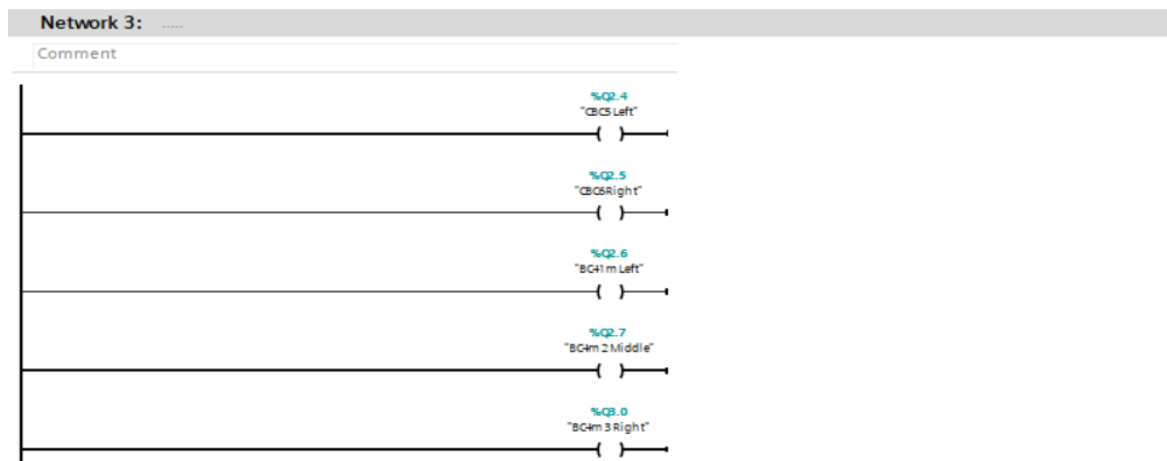 Network 3: .....
Comment
%Q2.4
"CBC5 Left"
%Q2.5
"CBC6Right"
%Q2.6
"BC41 m Left"
%Q2.7
"BC4m 2 Middle"
%Q3.0
"BC4m 3 Right"